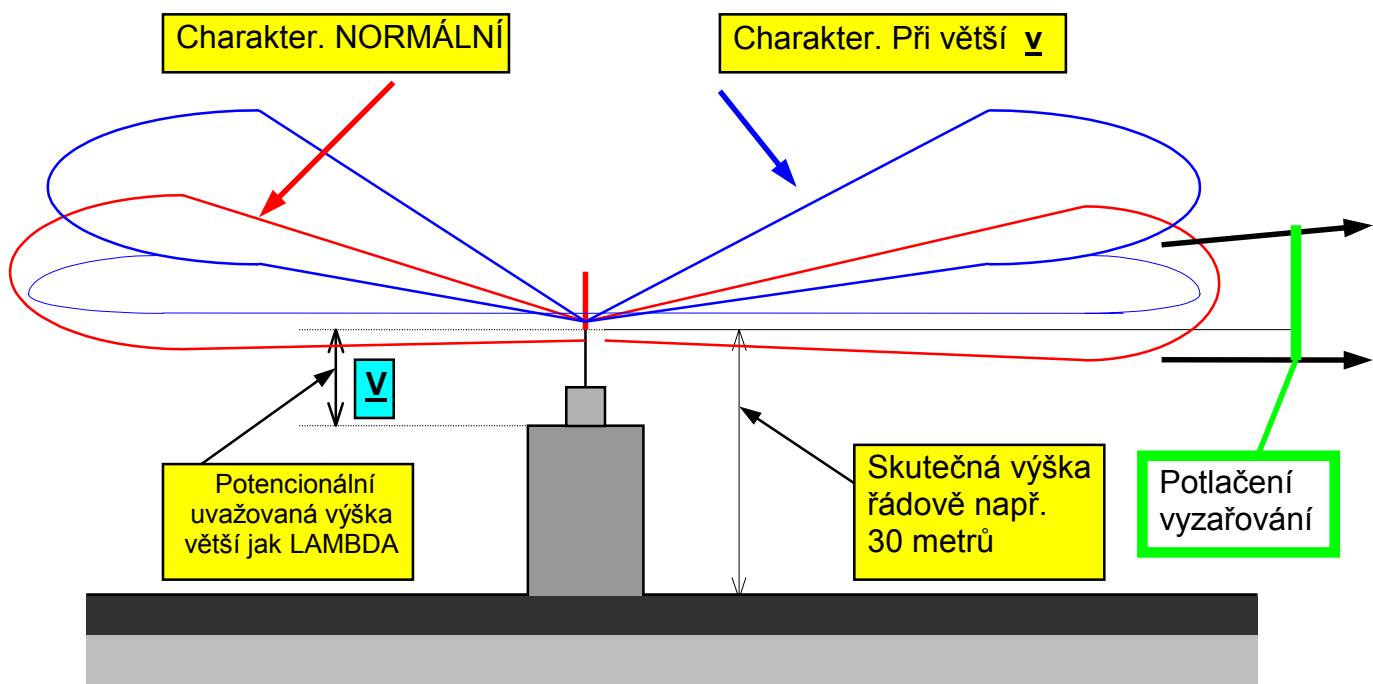 Charakter. NORMÁLNÍ
Charakter. Při větší v
V
Potencionální
uvažovaná výška
větší jak LAMBDA
Skutečná výška
řádově např.
30 metrů
Potlačení
vyzařování